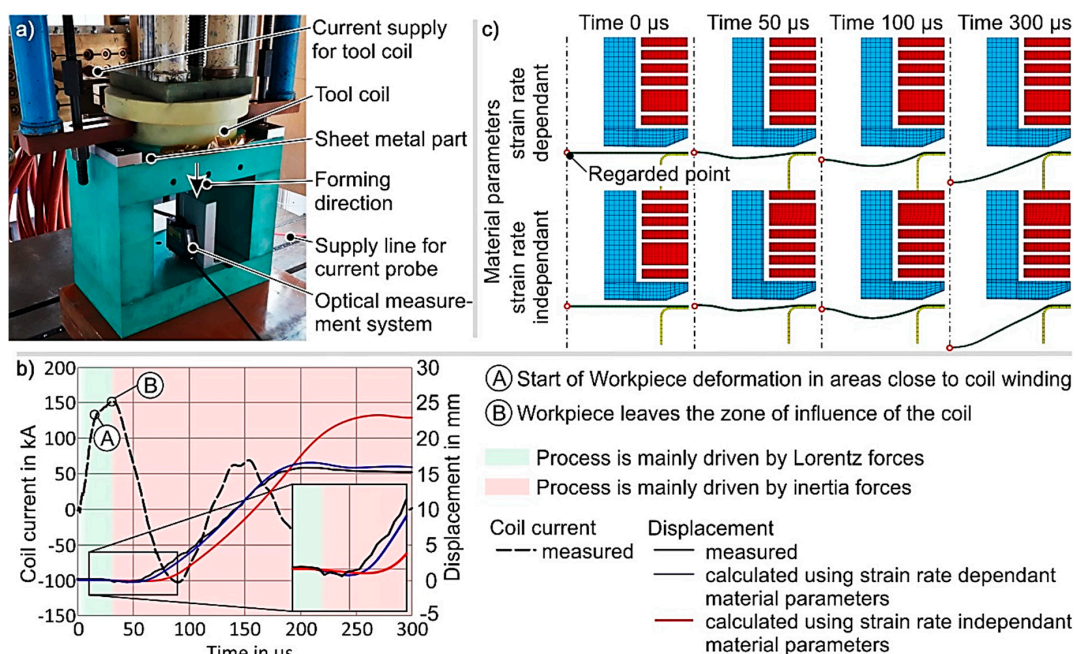 a)
Current supply
for tool coil
Tool coil
Sheet metal part
Forming
direction
Supply line for
current probe
Optical measure-
ment system
c)
Time 0 µs
Time 50 µs
Time 100 µs
Time 300 µs
Material parameters
strain rate
dependant
strain rate
independant
Regarded point
b)
200
150
100
50
0
-50
-100
-150
Coil current in kA
30
25
20
15
10
5
0
-5
Displacement in mm
0
50
100
150
200
250
300
Time in µs
A
B
A Start of Workpiece deformation in areas close to coil winding
B Workpiece leaves the zone of influence of the coil
Process is mainly driven by Lorentz forces
Process is mainly driven by inertia forces
Coil current
measured
Displacement
measured
calculated using strain rate dependant
material parameters
calculated using strain rate independant
material parameters